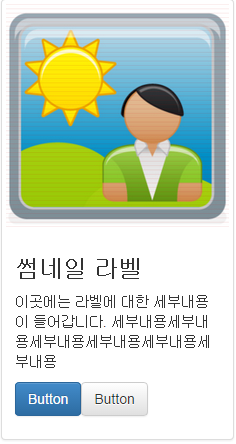 썸네일 라벨
이곳에는 라벨에 대한 세부내용
이 들어갑니다. 세부내용세부내
용세부내용세부내용세부내용세
부내용
Button Button